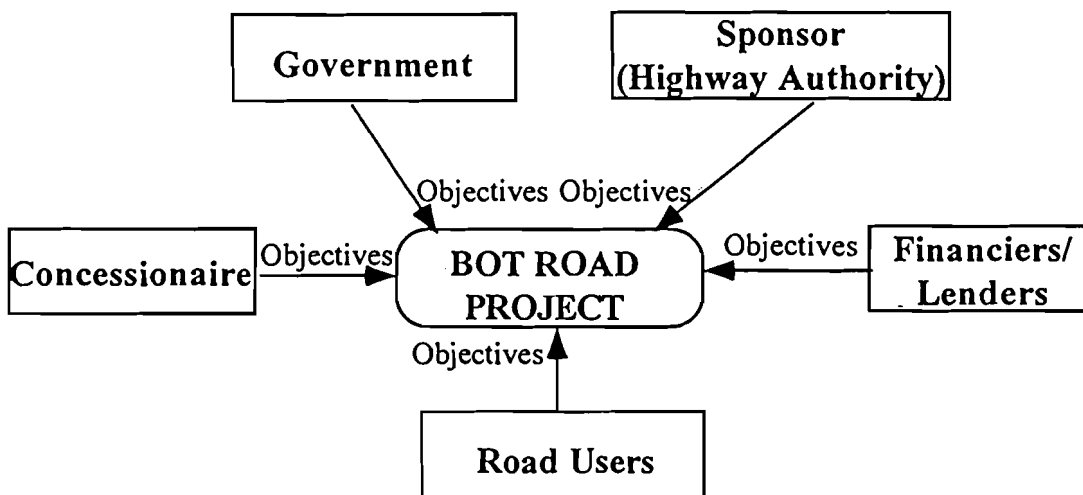 Government
Sponsor
(Highway Authority)
Objectives Objectives
Concessionaire
Objectives
BOT ROAD
PROJECT
Objectives
Financiers/
Lenders
Objectives
Road Users